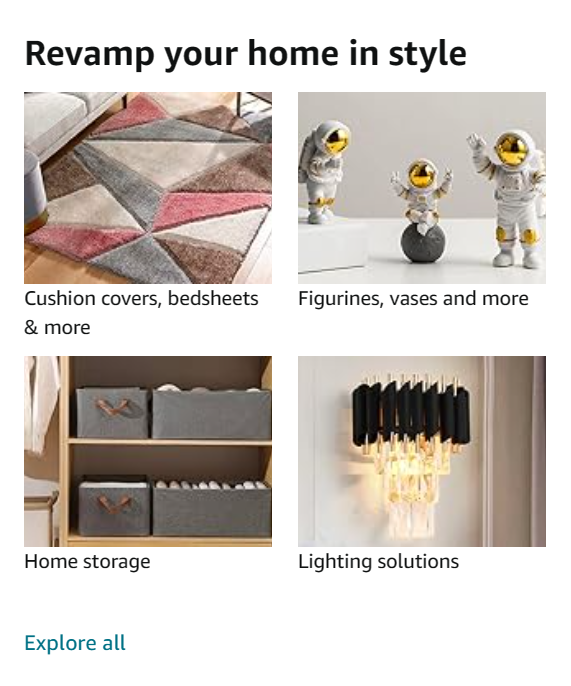 Revamp your home in style
Cushion covers, bedsheets
& more
Figurines, vases and more
Home storage
Lighting solutions
Explore all